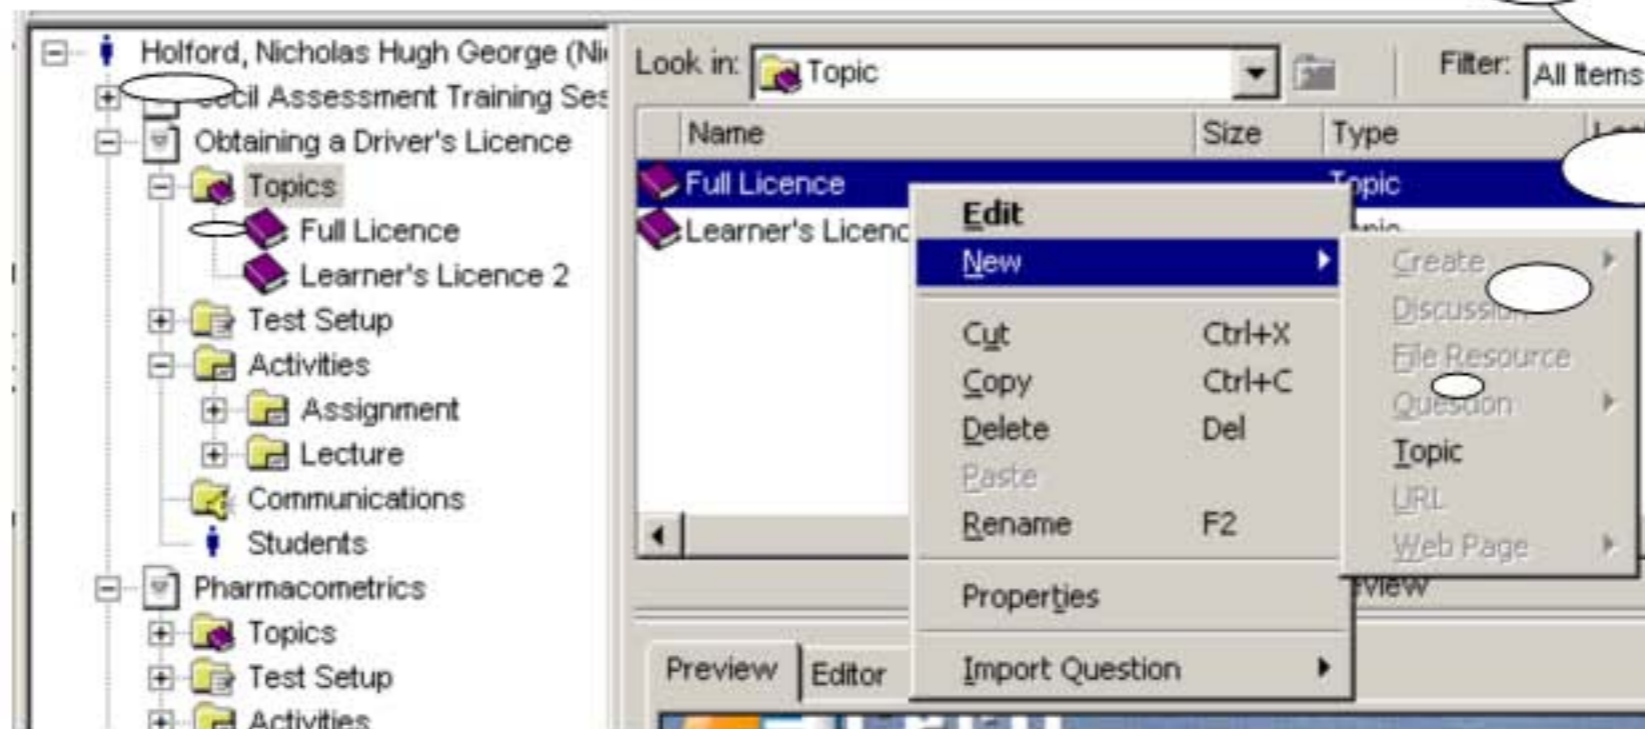 Holford, Nicholas Hugh George (Ni
Cecil Assessment Training Ses
Obtaining a Driver's Licence
Topics
Full Licence
Learner's Licence 2
Test Setup
Activities
Assignment
Lecture
Communications
Students
Pharmacometrics
Topics
Test Setup
Activities
Look in: Topic Filter: All Items
Name Size Type
Full Licence Topic
Learner's Licenc
Edit
New
Cut Ctrl+X
Copy Ctrl+C
Delete Del
Paste
Rename F2
Properties
Import Question
Create
Discussion
File Resource
Question
Topic
URL
Web Page
Preview Editor